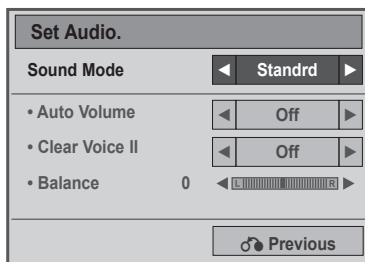 Set Audio.
Sound Mode ◀ Standrd ▶
• Auto Volume ◀ Off ▶
• Clear Voice II ◀ Off ▶
• Balance 0 ◀ L R ▶
Previous